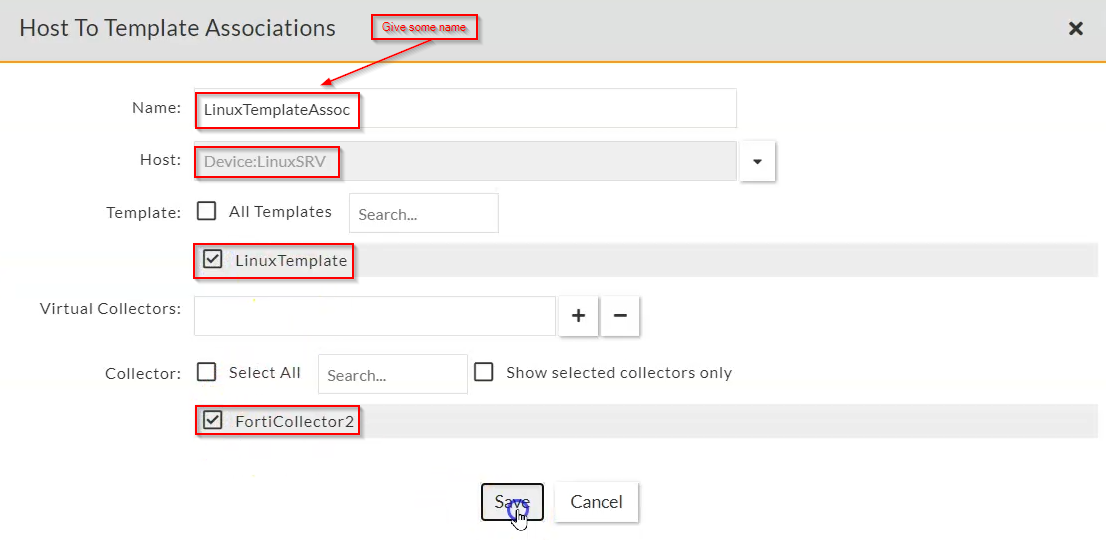 Host To Template Associations
Give some name
Name:
LinuxTemplateAssoc
Host:
Device:LinuxSRV
Template:
All Templates
Search...
LinuxTemplate
Virtual Collectors:
+
−
Collector:
Select All
Search...
Show selected collectors only
FortiCollector2
Save
Cancel